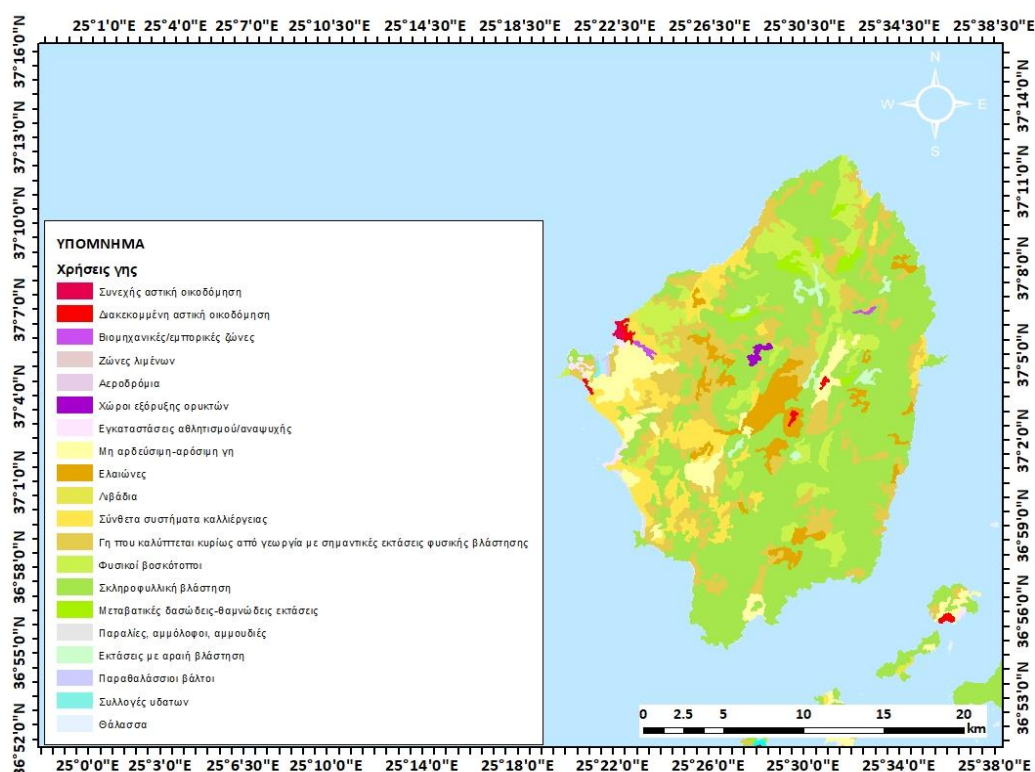 25°1'0"E 25°4'0"E 25°7'0"E 25°10'30"E 25°14'30"E 25°18'30"E 25°22'30"E 25°26'30"E 25°30'30"E 25°34'30"E 25°38'30"E
37°16'0"N
37°14'0"N
37°13'0"N
37°11'0"N
37°10'0"N
37°8'0"N
37°7'0"N
37°5'0"N
37°4'0"N
37°2'0"N
37°1'0"N
36°59'0"N
36°58'0"N
36°56'0"N
36°55'0"N
36°53'0"N
36°52'0"N
N
W
E
S
ΥΠΟΜΝΗΜΑ
Χρήσεις γης
Συνεχής αστική οικοδόμηση
Διακεκομμένη αστική οικοδόμηση
Βιομηχανικές/εμπορικές ζώνες
Ζώνες λιμένων
Αεροδρόμια
Χώροι εξόρυξης ορυκτών
Εγκαταστάσεις αθλητισμού/αναψυχής
Μη αρδεύσιμη-αρόσιμη γη
Ελαιώνες
Λιβάδια
Σύνθετα συστήματα καλλιέργειας
Γη που καλύπτεται κυρίως από γεωργία με σημαντικές εκτάσεις φυσικής βλάστησης
Φυσικοί βοσκότοποι
Σκληροφυλλική βλάστηση
Μεταβατικές δασώδεις-θαμνώδεις εκτάσεις
Παραλίες, αμμόλοφοι, αμμουδιές
Εκτάσεις με αραιή βλάστηση
Παραθαλάσσιοι βάλτοι
Συλλογές υδατων
Θάλασσα
0 2.5 5 10 15 20
km
25°0'0"E 25°3'0"E 25°6'0"E 25°10'0"E 25°14'0"E 25°18'0"E 25°22'0"E 25°26'0"E 25°30'0"E 25°34'0"E 25°38'0"E